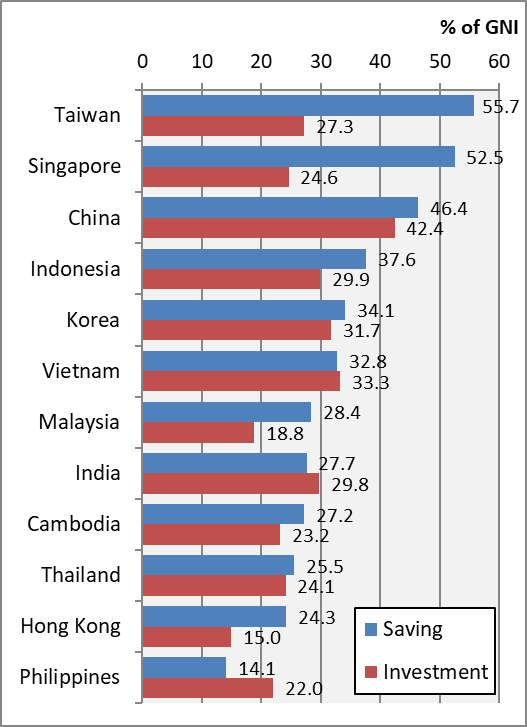 % of GNI
0 10 20 30 40 50 60
Taiwan 55.7
27.3
Singapore 52.5
24.6
China 46.4
42.4
Indonesia 37.6
29.9
Korea 34.1
31.7
Vietnam 32.8
33.3
Malaysia 28.4
18.8
India 27.7
29.8
Cambodia 27.2
23.2
Thailand 25.5
24.1
Hong Kong 24.3
15.0
Philippines 14.1
22.0
Saving
Investment